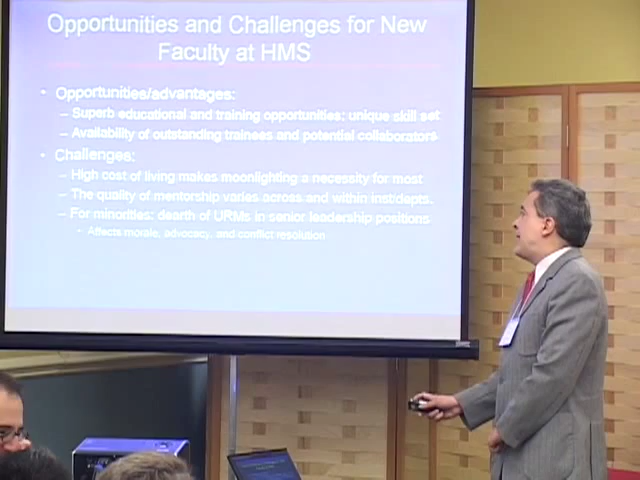 Opportunities and Challenges for New
Faculty at HMS
• Opportunities/advantages:
– Superb educational and training opportunities; unique skill set
– Availability of outstanding trainees and potential collaborators
• Challenges:
– High cost of living makes moonlighting a necessity for most
– The quality of mentorship varies across and within inst/depts.
– For minorities: dearth of URMs in senior leadership positions
• Affects morale, advocacy, and conflict resolution